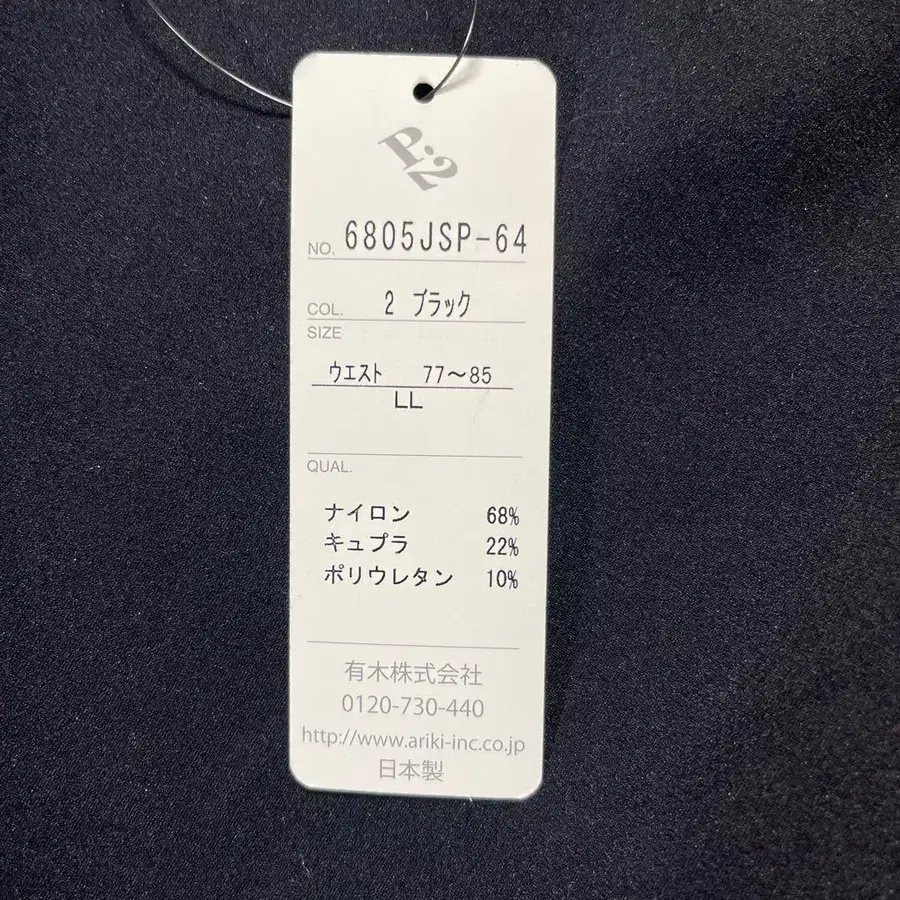 P.2
NO. 6805JSP-64
COL. 2 ブラック
SIZE
ウエスト 77～85
LL
QUAL.
ナイロン 68%
キュプラ 22%
ポリウレタン 10%
有木株式会社
0120-730-440
http://www.ariki-inc.co.jp
日本製